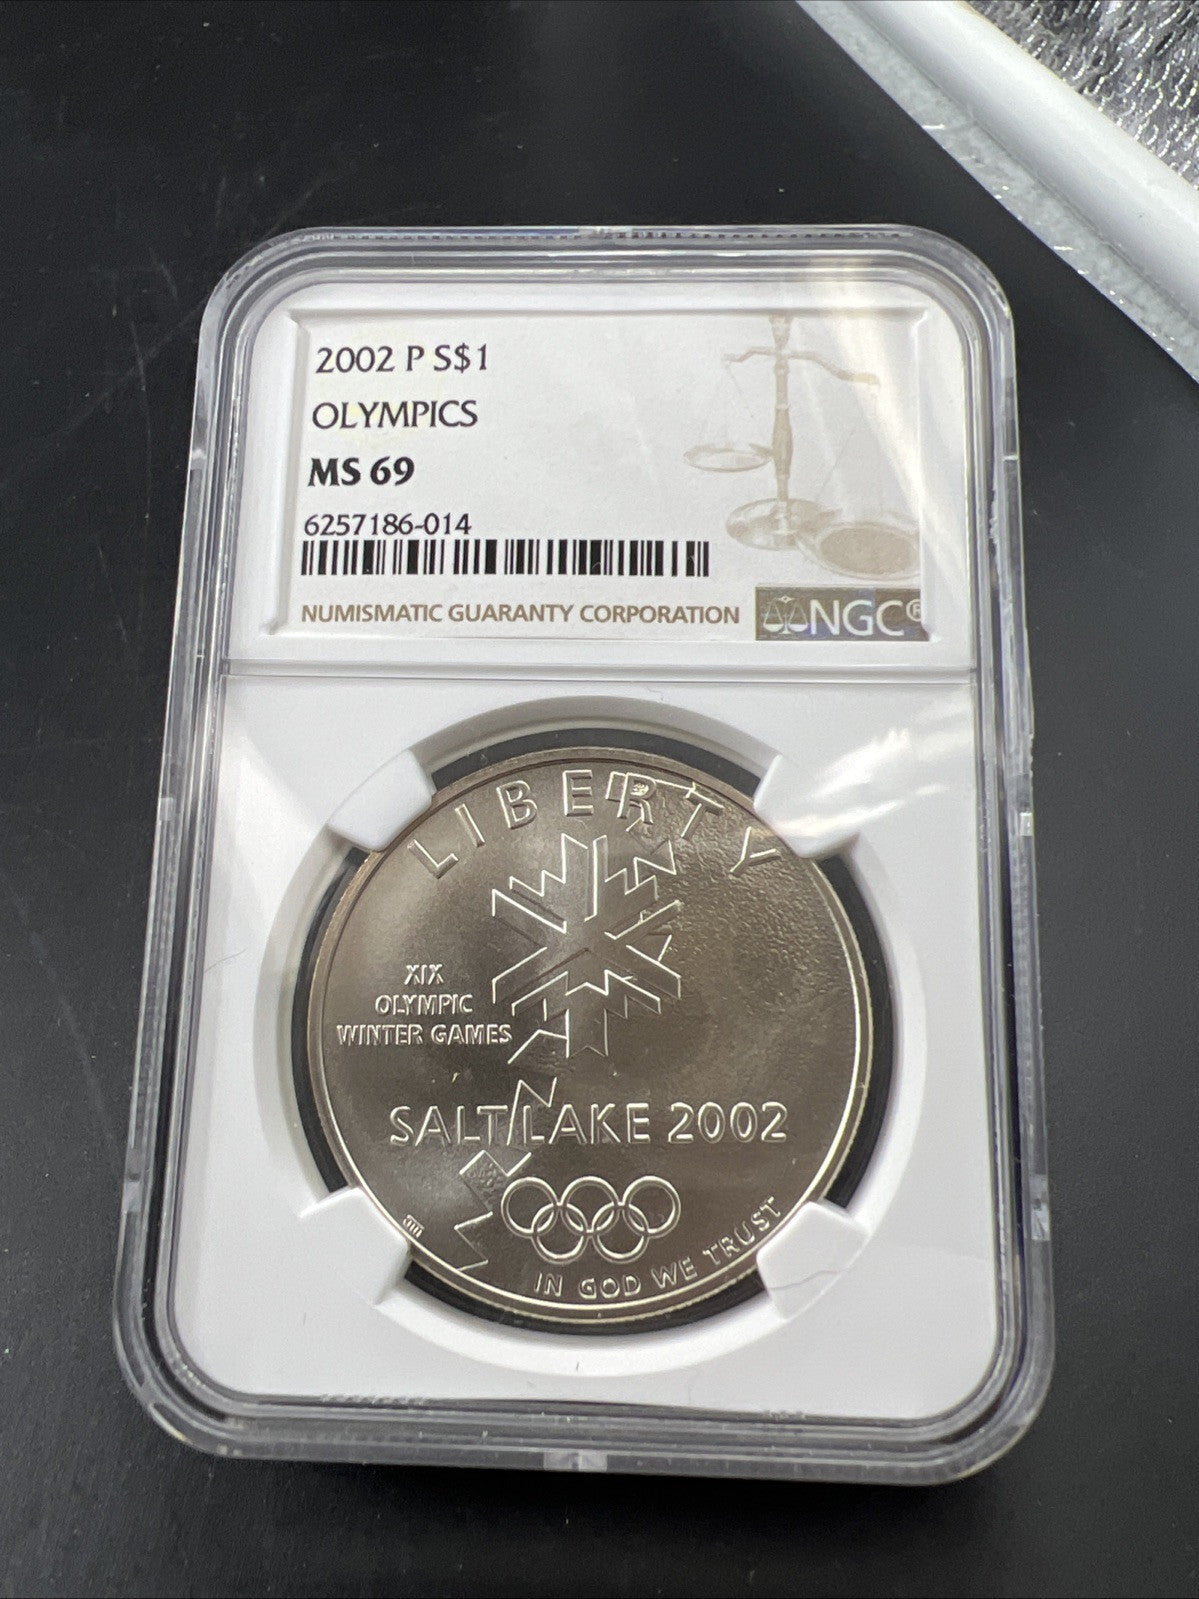 2002 P S$1
OLYMPICS
MS 69
6257186-014
NUMISMATIC GUARANTY CORPORATION
NGC®
LIBERTY
XIX
OLYMPIC
WINTER GAMES
SALT LAKE 2002
IN GOD WE TRUST